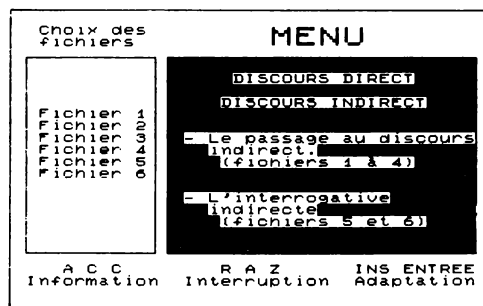 Choix des
fichiers
MENU
DISCOURS DIRECT
DISCOURS INDIRECT
Fichier 1
Fichier 2
Fichier 3
Fichier 4
Fichier 5
Fichier 6
- Le passage au discours
indirect.
(fichiers 1 à 4)
- L'interrogative
indirecte
(fichiers 5 et 6)
A C C
Information
R A Z
Interruption
INS ENTREE
Adaptation